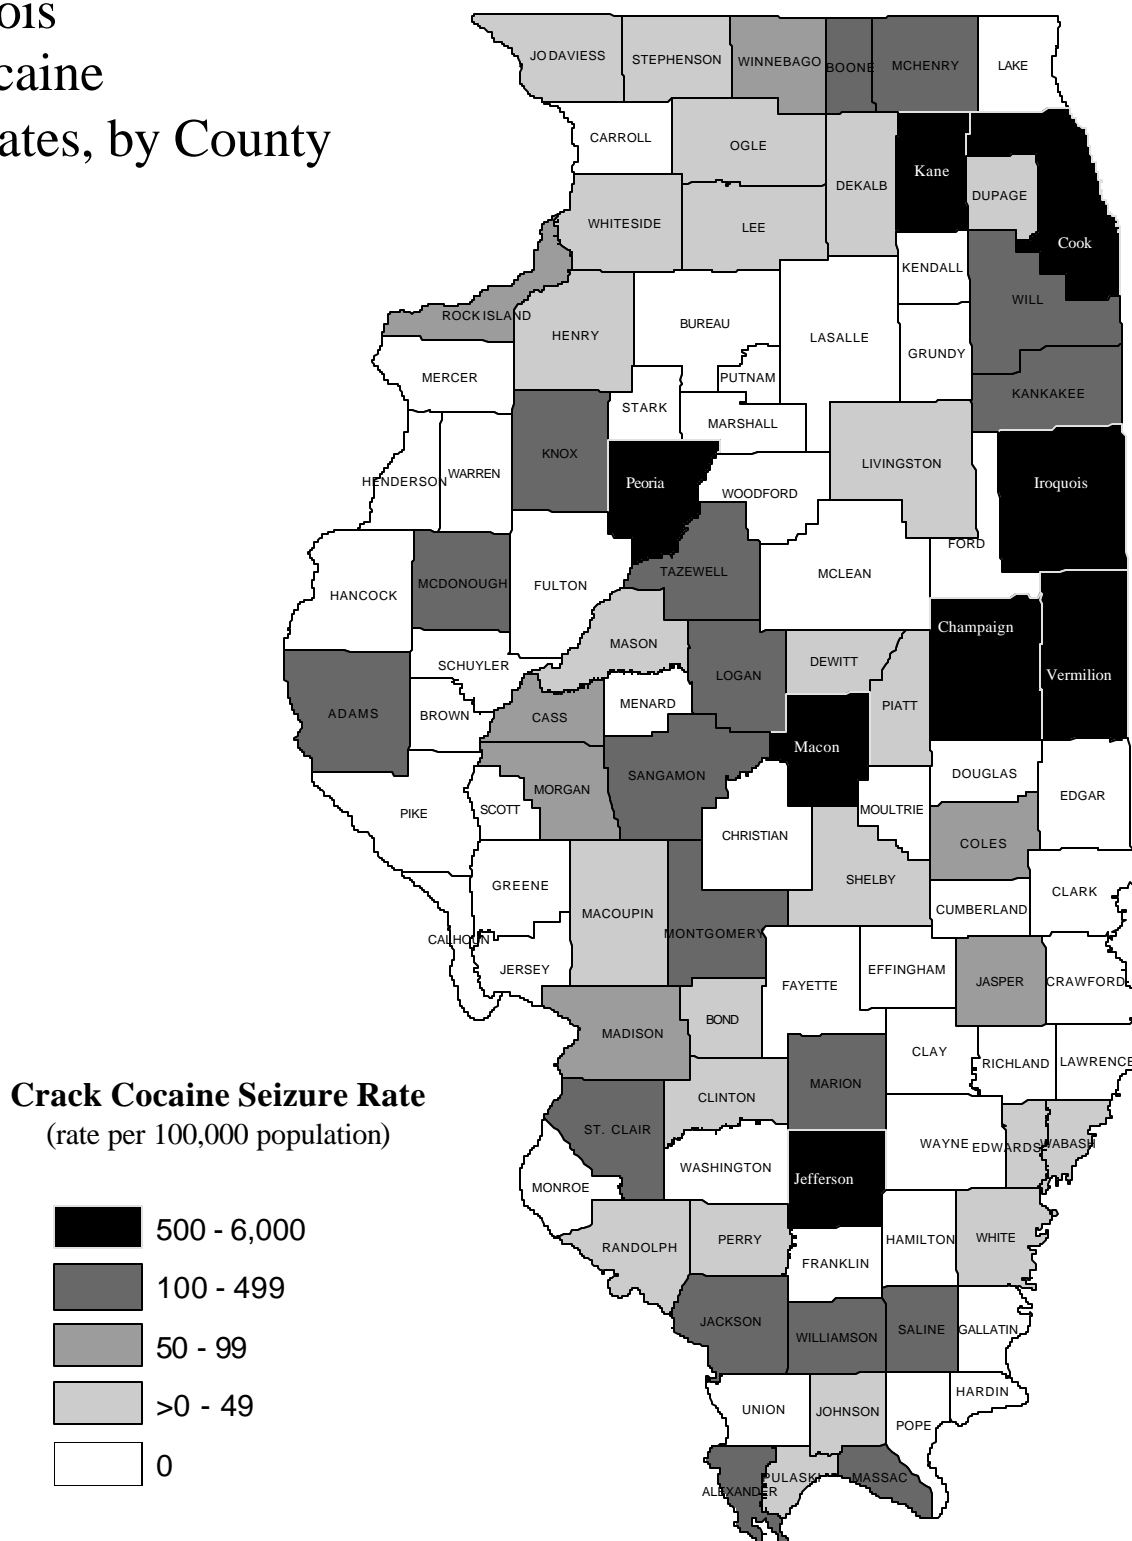 ois
caine
ates, by County
JO DAVIESS
STEPHENSON
WINNEBAGO
BOONE
MCHENRY
LAKE
CARROLL
OGLE
DEKALB
Kane
DUPAGE
Cook
WHITESIDE
LEE
KENDALL
WILL
ROCK ISLAND
HENRY
BUREAU
LASALLE
GRUNDY
MERCER
PUTNAM
KANKAKEE
STARK
MARSHALL
HENDERSON
WARREN
KNOX
Peoria
WOODFORD
LIVINGSTON
Iroquois
FORD
HANCOCK
MCDONOUGH
FULTON
TAZEWELL
MCLEAN
Champaign
Vermilion
SCHUYLER
MASON
LOGAN
DEWITT
PIATT
ADAMS
BROWN
CASS
MENARD
Macon
SANGAMON
DOUGLAS
EDGAR
PIKE
SCOTT
MORGAN
CHRISTIAN
MOULTRIE
COLES
GREENE
MACOUPIN
SHELBY
CLARK
CUMBERLAND
CALHOUN
JERSEY
MONTGOMERY
FAYETTE
EFFINGHAM
JASPER
CRAWFORD
MADISON
BOND
CLAY
RICHLAND
LAWRENCE
CLINTON
MARION
ST. CLAIR
WASHINGTON
Jefferson
WAYNE
EDWARDS
WABASH
MONROE
RANDOLPH
PERRY
FRANKLIN
HAMILTON
WHITE
JACKSON
WILLIAMSON
SALINE
GALLATIN
UNION
JOHNSON
POPE
HARDIN
ALEXANDER
PULASKI
MASSAC
Crack Cocaine Seizure Rate
(rate per 100,000 population)
500 - 6,000
100 - 499
50 - 99
>0 - 49
0